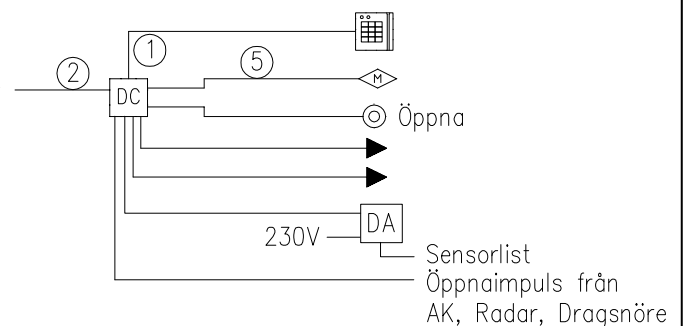 1
2
5
M
DC
Öppna
DA
230V
Sensorlist
Öppnaimpuls från
AK, Radar, Dragsnöre